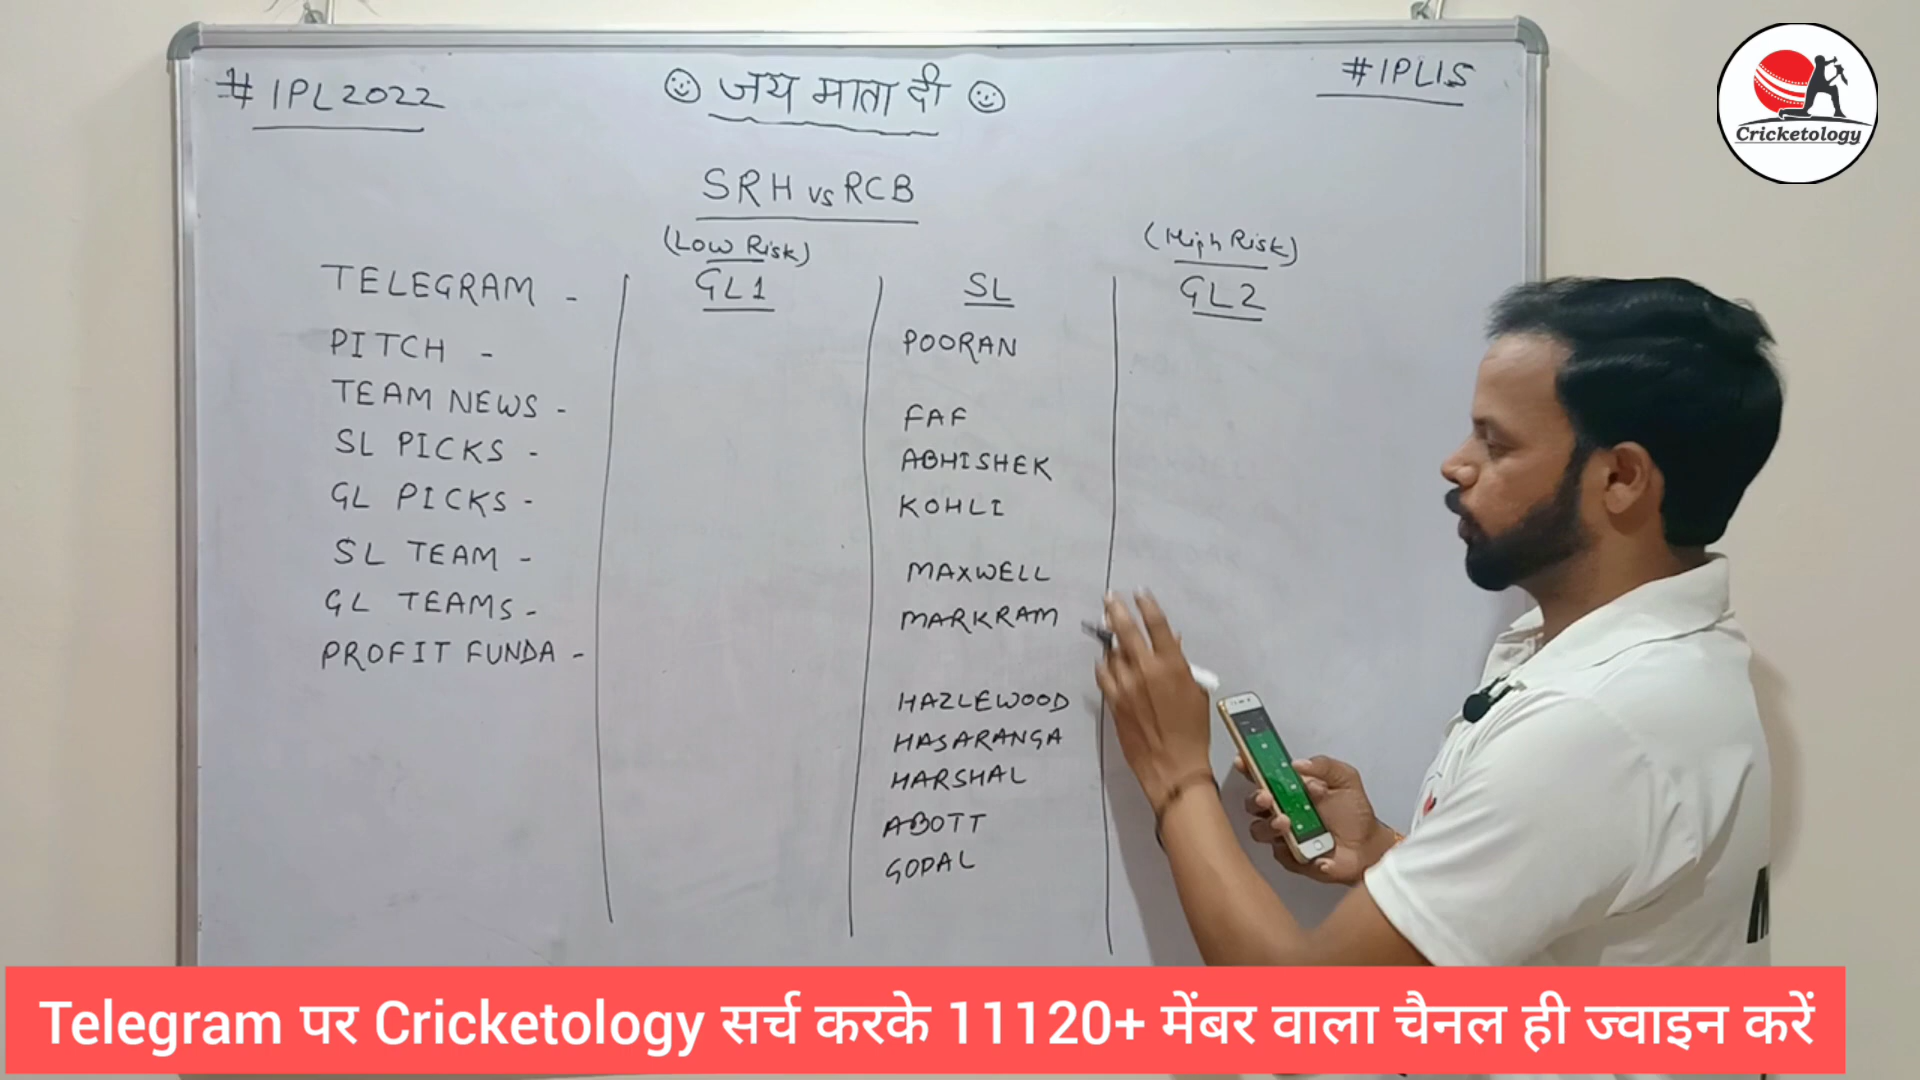 #IPL2022
जय माता दी
#IPL15
Cricketology
SRH vs RCB
(Low Risk)
(High Risk)
TELEGRAM -
PITCH -
TEAM NEWS -
SL PICKS -
GL PICKS -
SL TEAM -
GL TEAMS -
PROFIT FUNDA -
GL1
SL
POORAN
FAF
ABHISHEK
KOHLI
MAXWELL
MARKRAM
HAZLEWOOD
HASARANGA
HARSHAL
ABOTT
GOPAL
GL2
Telegram पर Cricketology सर्च करके 11120+ मेंबर वाला चैनल ही ज्वाइन करें